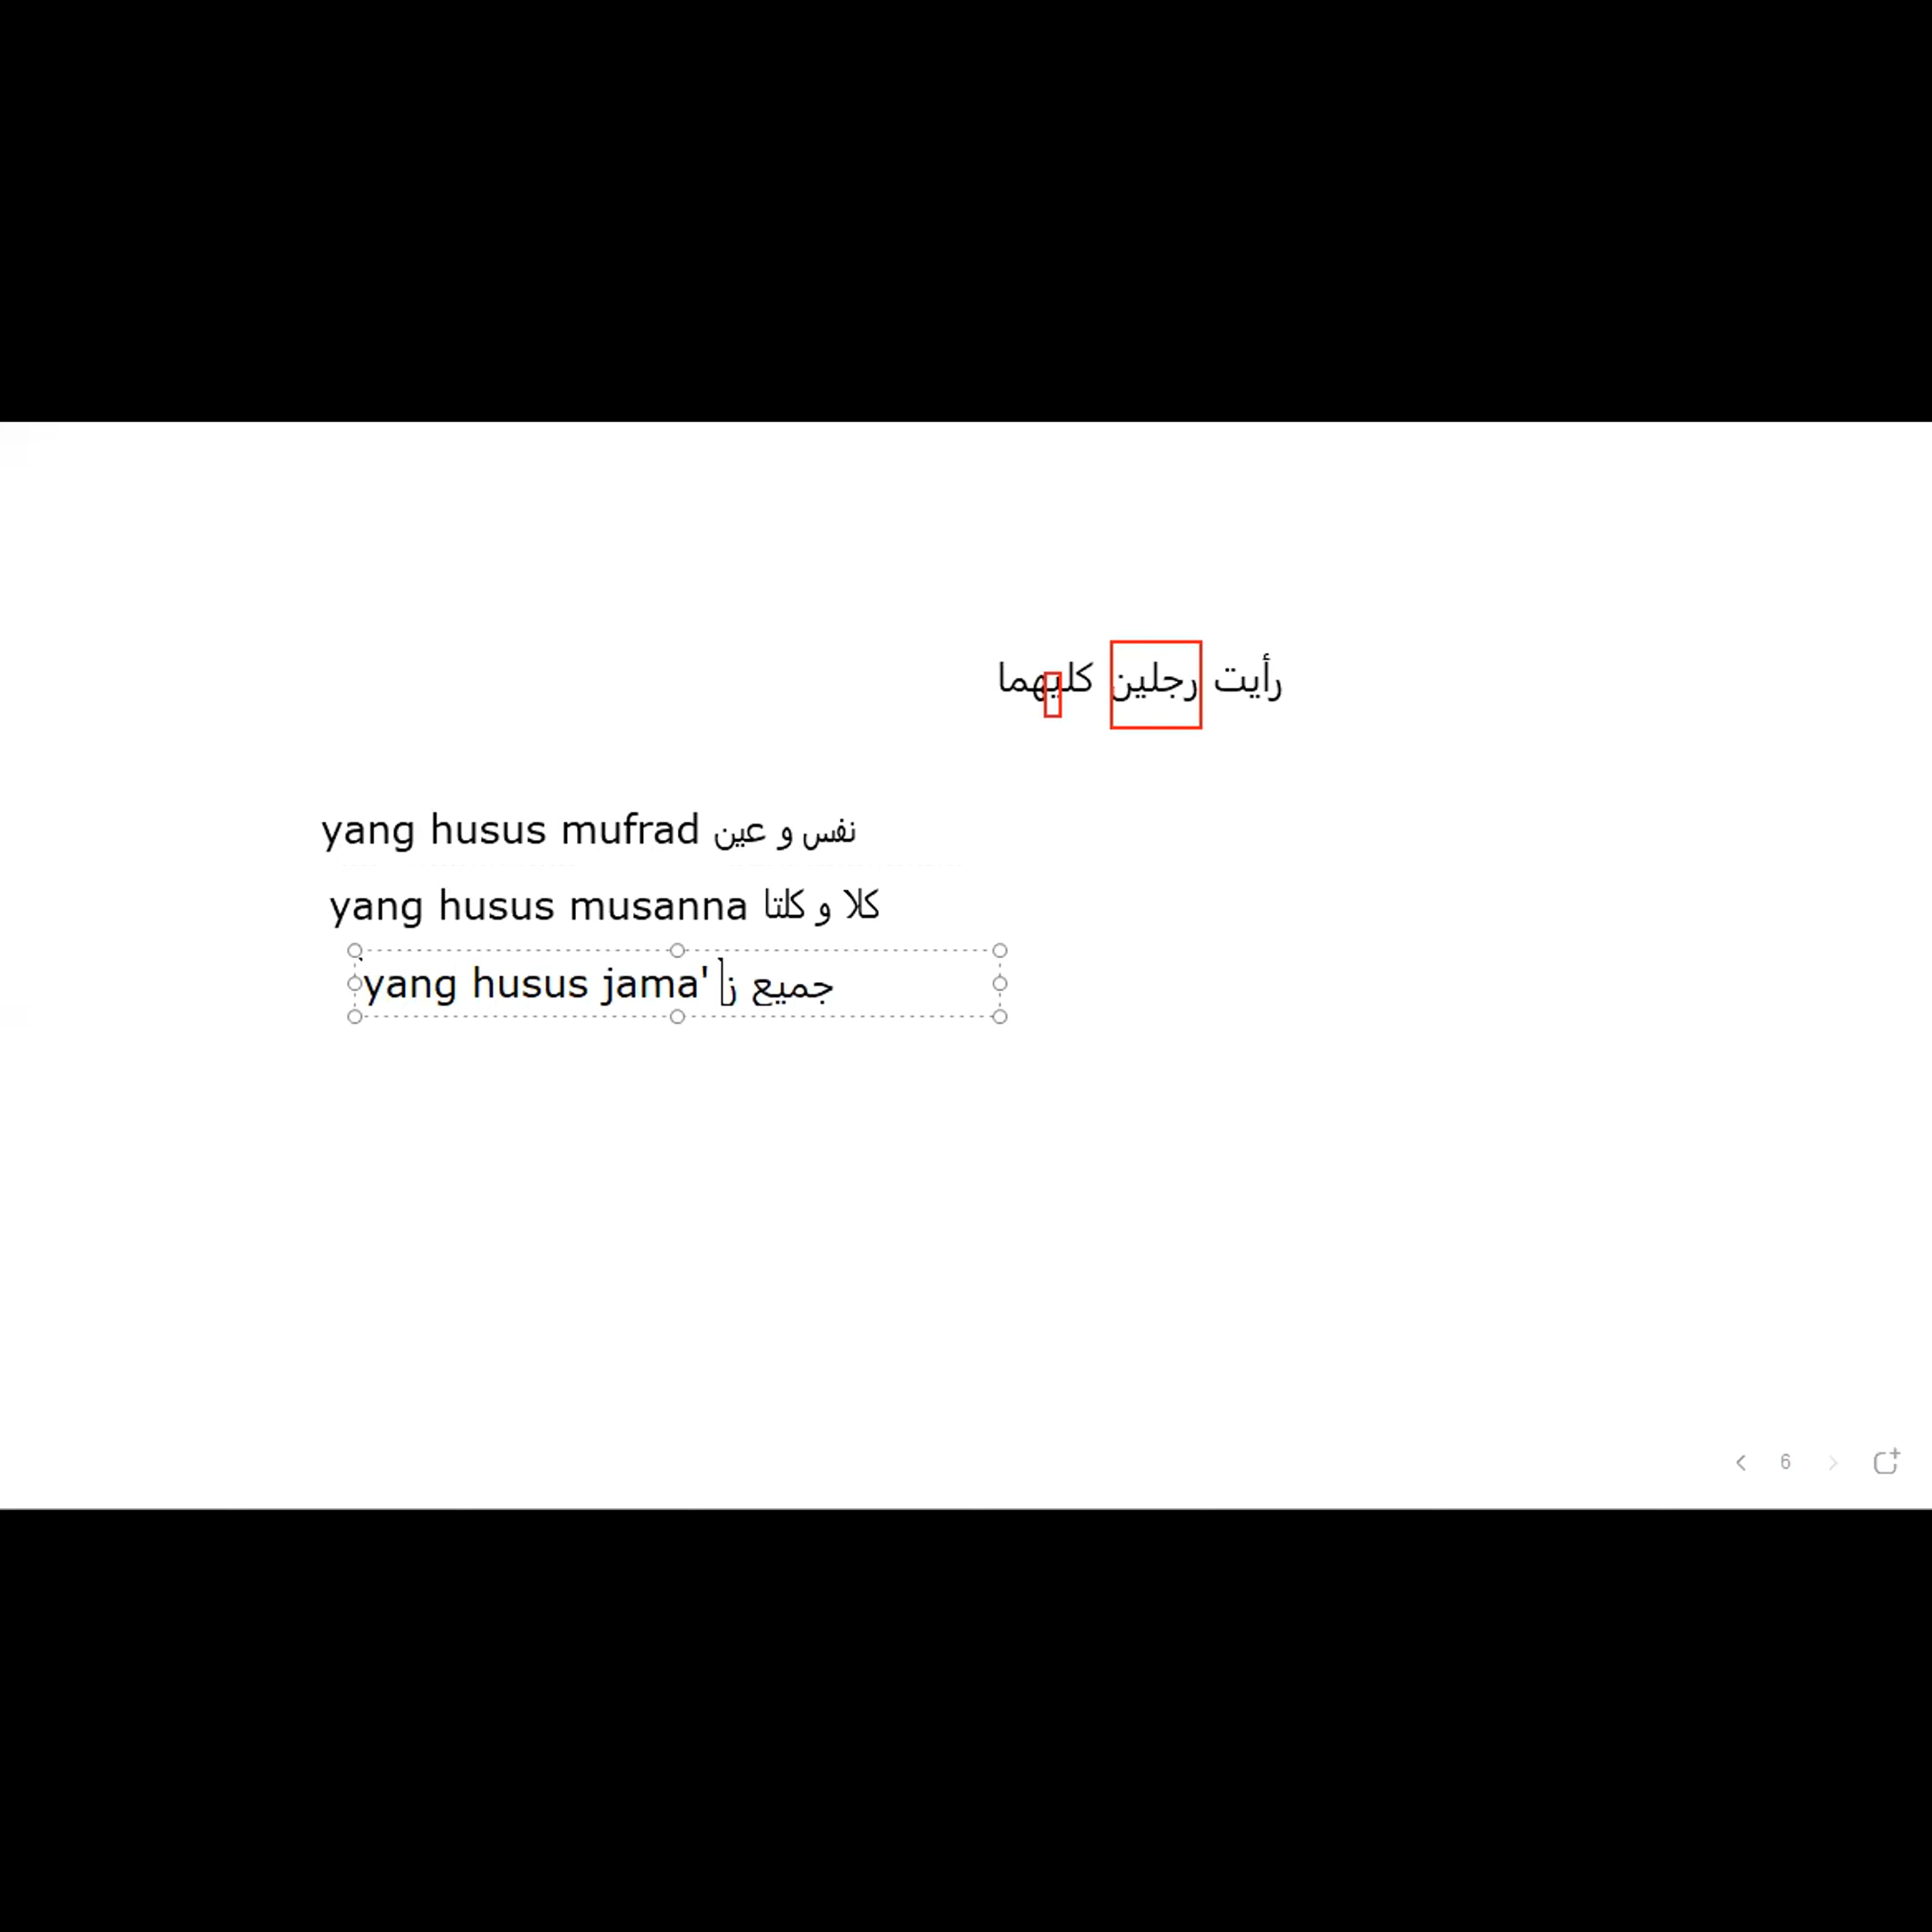 رأيت رجلين كليهما
yang husus mufrad نفس و عين
yang husus musanna كلا و كلتا
yang husus jama' جميع ز
6